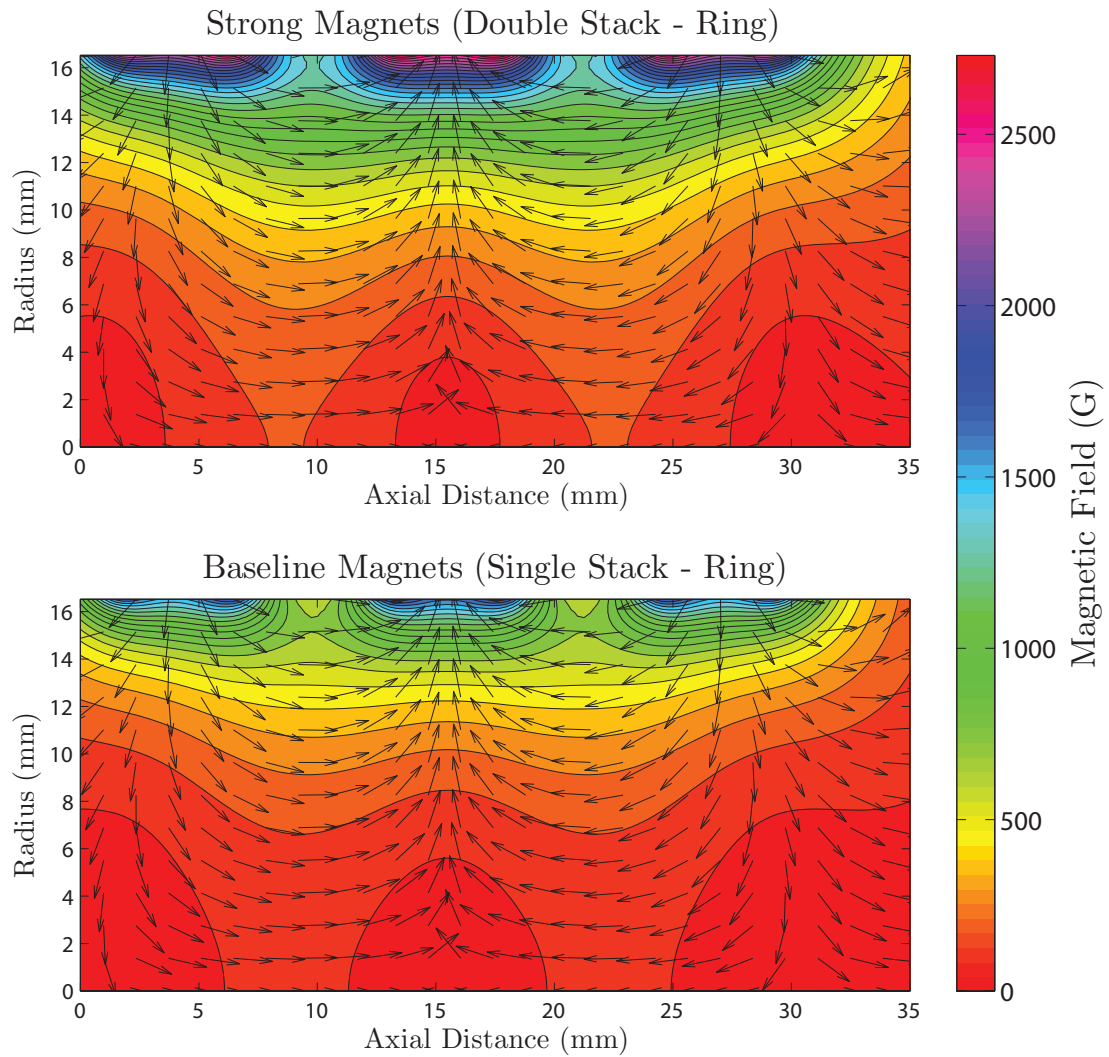 Strong Magnets (Double Stack - Ring)
16
14
12
10
8
6
4
2
0
Radius (mm)
0 5 10 15 20 25 30 35
Axial Distance (mm)
Baseline Magnets (Single Stack - Ring)
16
14
12
10
8
6
4
2
0
Radius (mm)
0 5 10 15 20 25 30 35
Axial Distance (mm)
2500
2000
1500
1000
500
0
Magnetic Field (G)